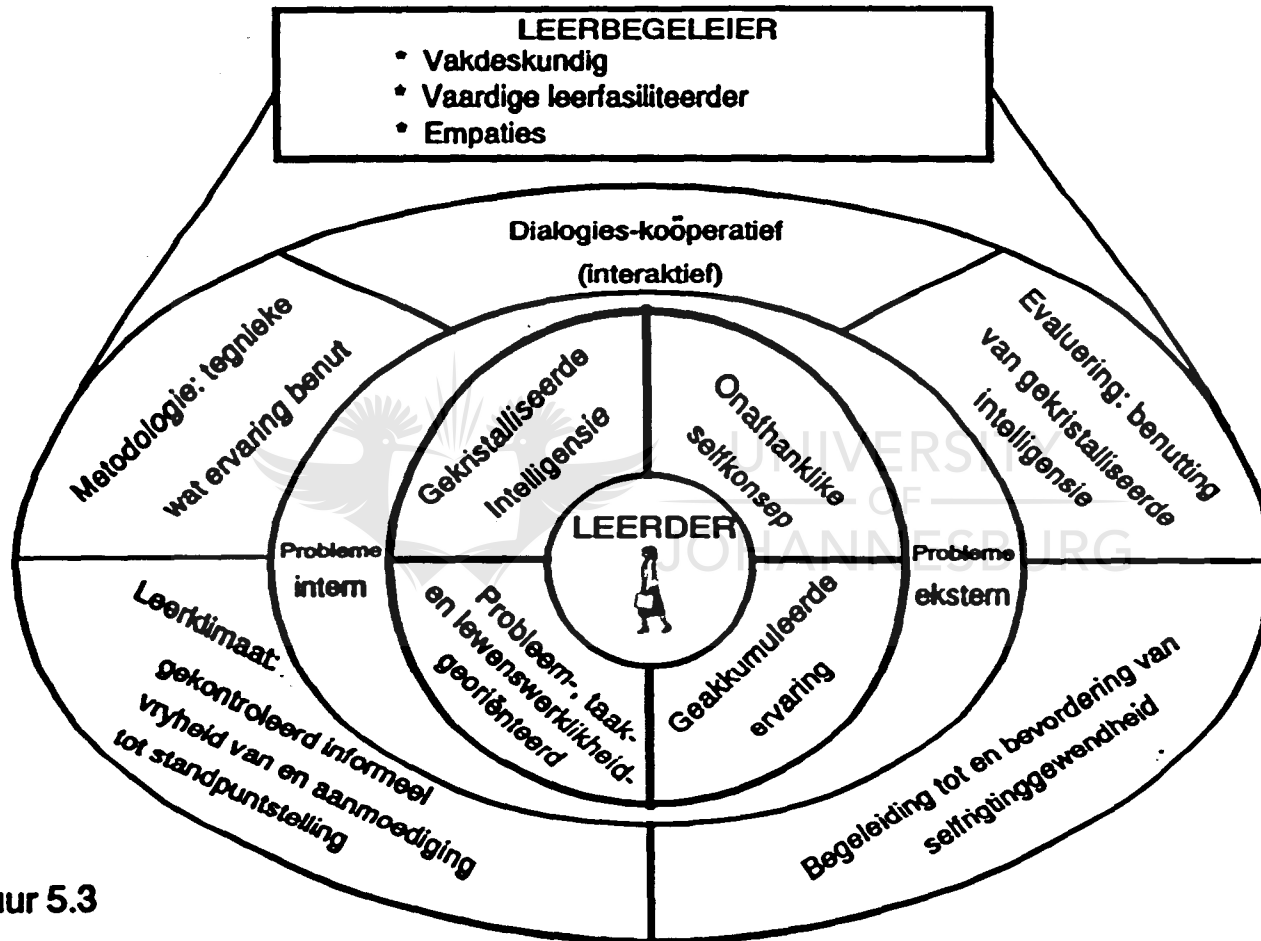 LEERBEGELEIER
* Vakdeskundig
* Vaardige leerfasiliteerder
* Empaties
Dialogies-koöperatief
(interaktief)
Metodologie: tegnieke
wat ervaring benut
Evaluering: benutting
van gekristalliseerde
intelligensie
Gekristalliseerde
Intelligensie
Onafhanklike
selfkonsep
UNIVERSITY
OF
JOHANNESBURG
LEERDER
Probleme
intern
Probleme
ekstern
Probleem-, taak-
en lewenswerklikheid-
georiënteerd
Geakkumuleerde
ervaring
Leerklimaat:
gekontroleerd informeel
vryheid van en aanmoediging
tot standpuntstelling
Begeleiding tot en bevordering van
selfrigtinggewendheid
uur 5.3